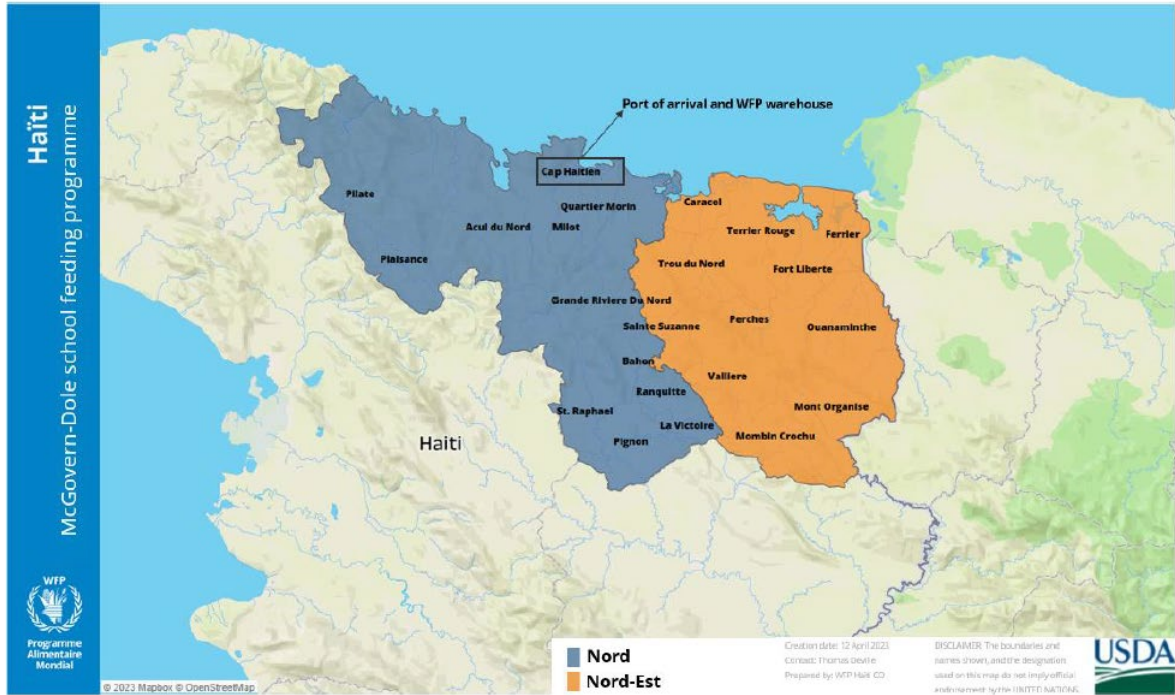 Haïti
McGovern-Dole school feeding programme
WFP
Programme
Alimentaire
Mondial
Port of arrival and WFP warehouse
Cap Haitien
Pilate
Quartier Morin
Caracol
Acul du Nord
Milot
Terrier Rouge
Ferrier
Plaisance
Trou du Nord
Fort Liberte
Grande Riviere Du Nord
Perches
Sainte Suzanne
Ouanaminthe
Bahon
Valliere
Ranquitte
Mont Organise
St. Raphael
La Victoire
Pignon
Mombin Crochu
Haiti
Nord
Nord-Est
Creation date: 12 April 2023
Contact: Thomas Deville
Prepared by: WFP Haiti CO
DISCLAIMER: The boundaries and
names shown, and the designation
used on this map do not imply official
endorsement by the UNITED NATIONS.
USDA
© 2023 Mapbox © OpenStreetMap